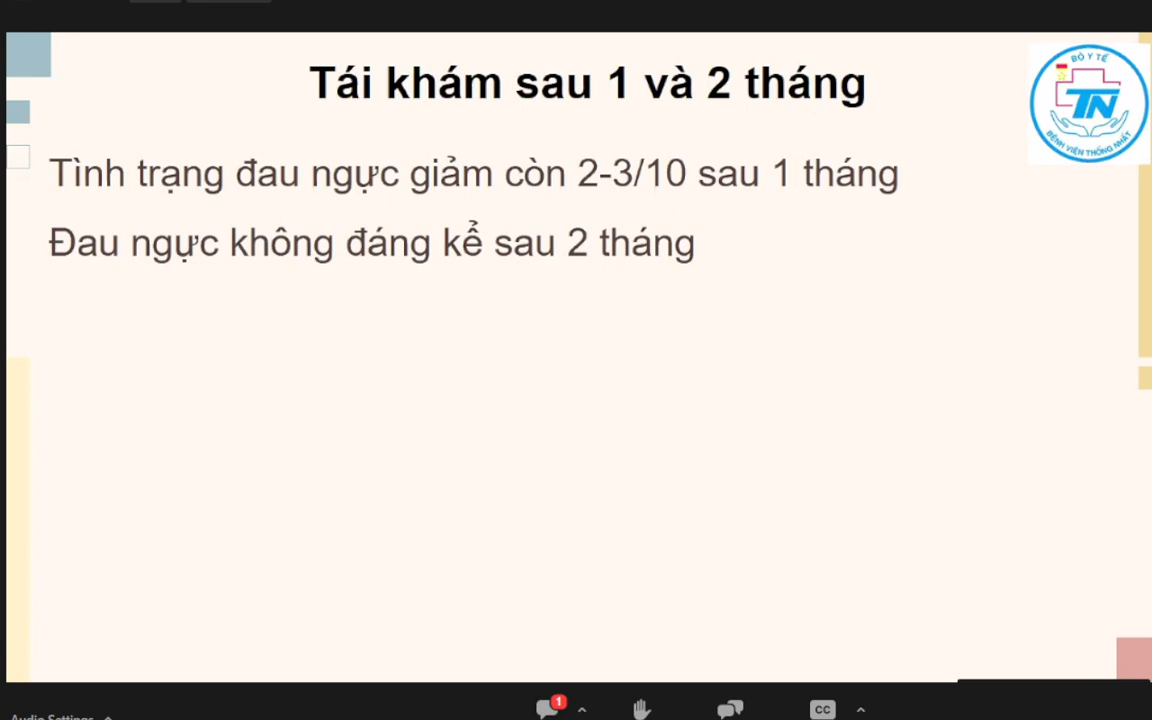 Tái khám sau 1 và 2 tháng
BỘ Y TẾ
TN
BỆNH VIỆN THỐNG NHẤT
Tình trạng đau ngực giảm còn 2-3/10 sau 1 tháng
Đau ngực không đáng kể sau 2 tháng
1
CC
Audio Settings